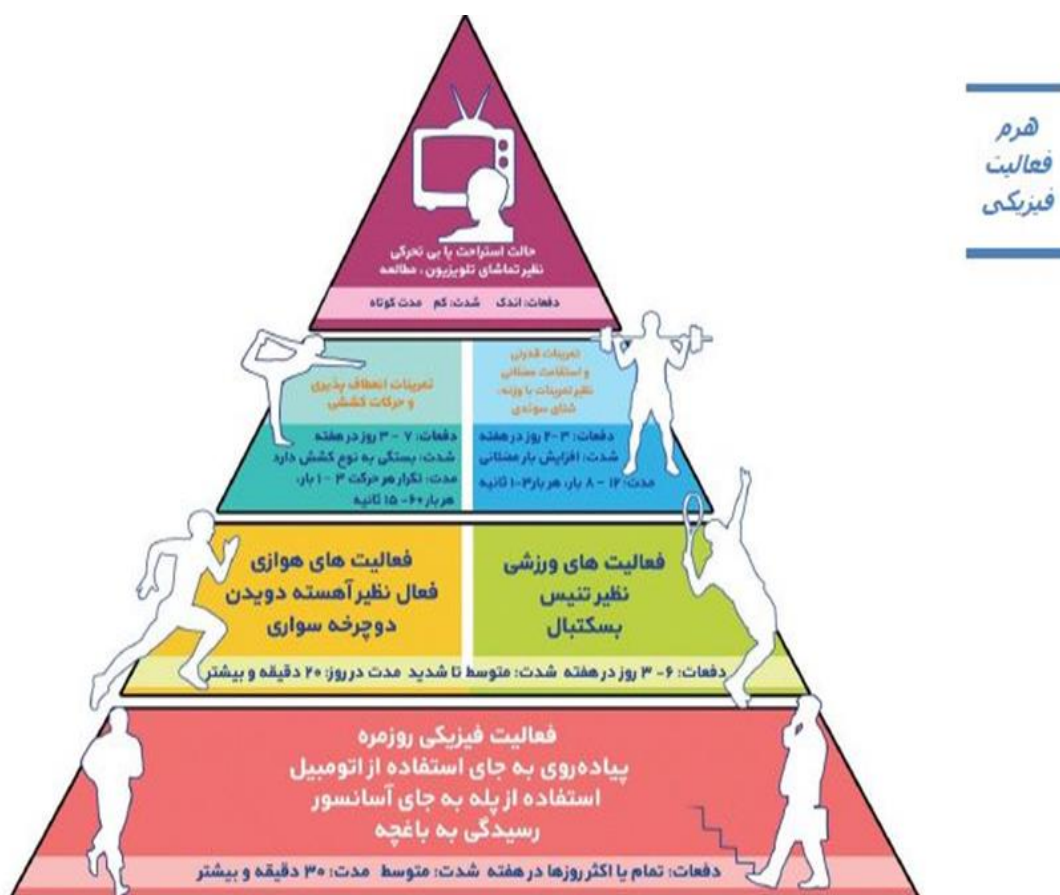 هرم
فعالیت
فیزیکی
حالت استراحت یا بی تحرکی
نظیر تماشای تلویزیون، مطالعه
دفعات: اندک شدت: کم مدت کوتاه
تمرینات قدرتی
و استقامت عضلانی
نظیر تمرینات با وزنه،
شنای سوئدی
دفعات: ۳-۲ روز در هفته
شدت: افزایش بار عضلانی
مدت: ۱۲ - ۸ بار، هر بار ۳-۱ ثانیه
تمرینات انعطاف پذیری
و حرکات کششی
دفعات: ۷ - ۳ روز در هفته
شدت: بستگی به نوع کشش دارد
مدت: تکرار هر حرکت ۳ - ۱ بار،
هر بار ۶۰- ۱۵ ثانیه
فعالیت های ورزشی
نظیر تنیس
بسکتبال
فعالیت های هوازی
فعال نظیر آهسته دویدن
دوچرخه سواری
دفعات: ۶- ۳ روز در هفته شدت: متوسط تا شدید مدت در روز: ۲۰ دقیقه و بیشتر
فعالیت فیزیکی روزمره
پیاده‌روی به جای استفاده از اتومبیل
استفاده از پله به جای آسانسور
رسیدگی به باغچه
دفعات: تمام یا اکثر روزها در هفته شدت: متوسط مدت: ۳۰ دقیقه و بیشتر